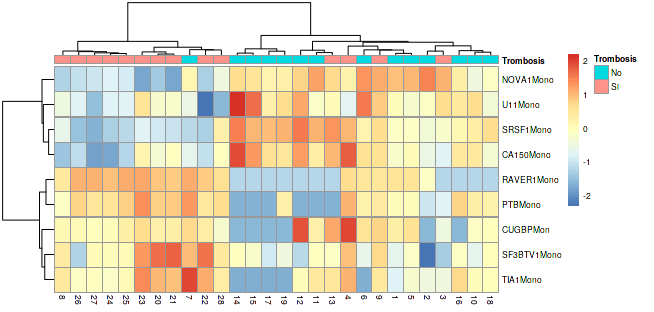 Trombosis
NOVA1Mono
U11Mono
SRSF1Mono
CA150Mono
RAVER1Mono
PTBMono
CUGBPMon
SF3BTV1Mono
TIA1Mono
8 26 27 24 25 23 20 21 7 22 28 14 15 17 19 12 11 13 4 6 9 1 5 2 3 16 10 18
2
1
0
-1
-2
Trombosis
No
SI